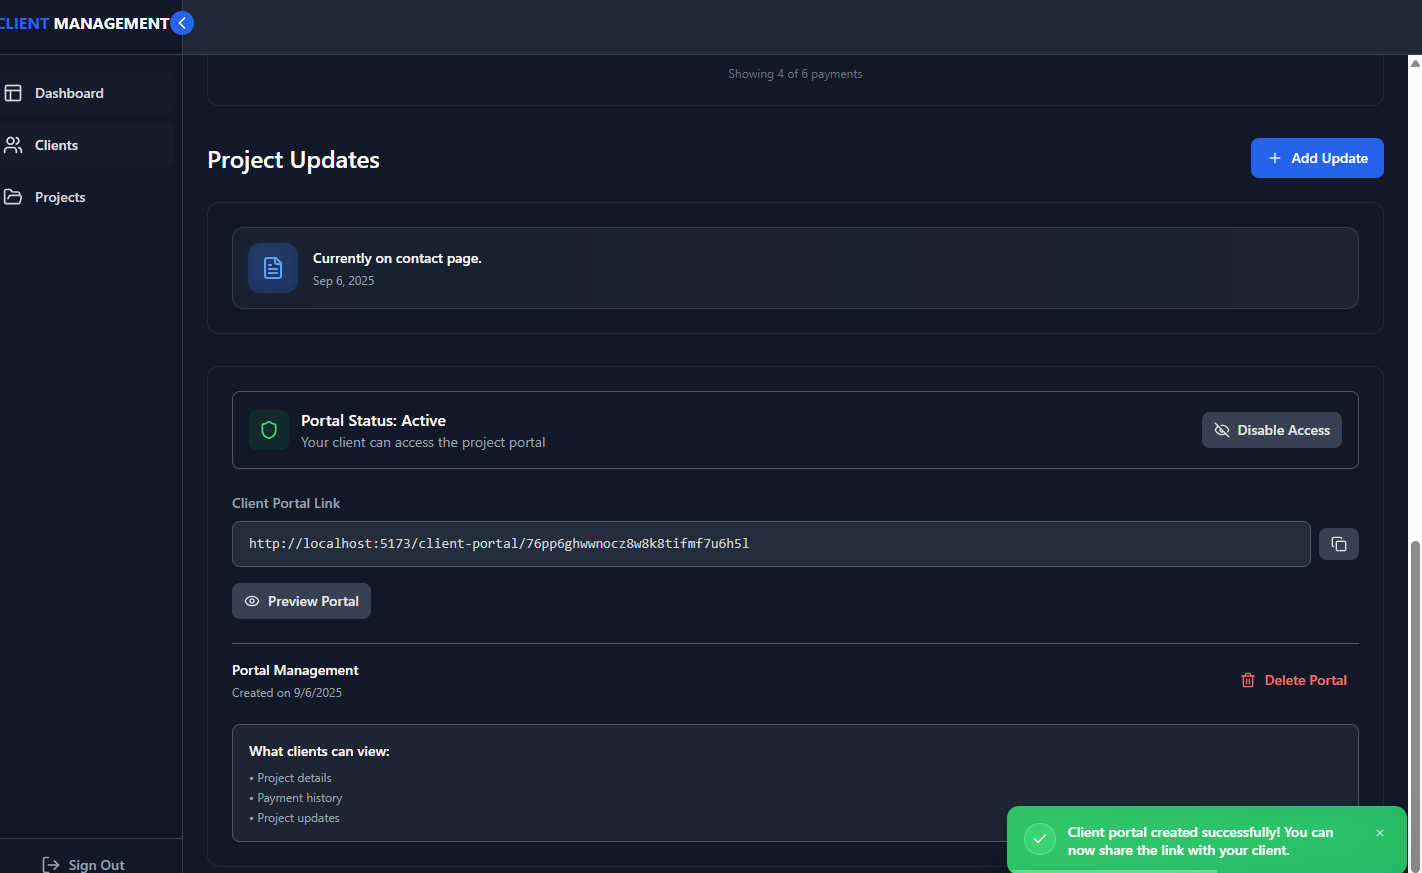 CLIENT MANAGEMENT
Dashboard
Clients
Projects
Sign Out
Showing 4 of 6 payments
Project Updates
Add Update
Currently on contact page.
Sep 6, 2025
Portal Status: Active
Your client can access the project portal
Disable Access
Client Portal Link
http://localhost:5173/client-portal/76pp6ghwwnocz8w8k8tifmf7u6h5l
Preview Portal
Portal Management
Created on 9/6/2025
Delete Portal
What clients can view:
• Project details
• Payment history
• Project updates
Client portal created successfully! You can
now share the link with your client.